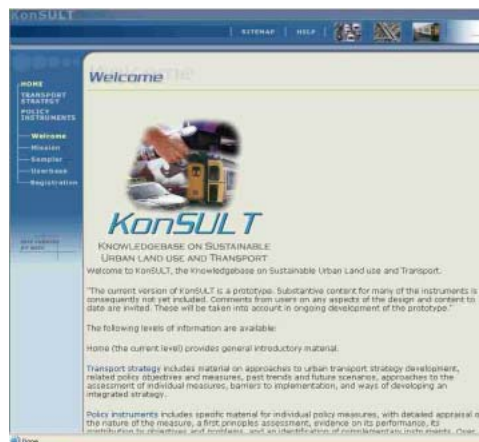 KonSULT
SITEMAP | HELP |
Welcome
HOME
TRANSPORT
STRATEGY
POLICY
INSTRUMENTS
Welcome
Mission
Sampler
Userbase
Registration
KonSULT
KNOWLEDGEBASE ON SUSTAINABLE
URBAN LAND USE AND TRANSPORT
Welcome to KonSULT, the Knowledgebase on Sustainable Urban Land use and Transport.
"The current version of KonSULT is a prototype. Substantive content for many of the instruments is
consequently not yet included. Comments from users on any aspects of the design and content to
date are invited. These will be taken into account in ongoing development of the prototype."
The following levels of information are available:
Home (the current level) provides general introductory material.
Transport strategy includes material on approaches to urban transport strategy development,
related policy objectives and measures, past trends and future scenarios, approaches to the
assessment of individual measures, barriers to implementation, and ways of developing an
integrated strategy.
Policy instruments includes specific material for individual policy measures, with detailed appraisal o
the nature of the measure, a first principles assessment, evidence on its performance, its
contribution to objectives and problems, and an identification of complementary instruments. Over
Done